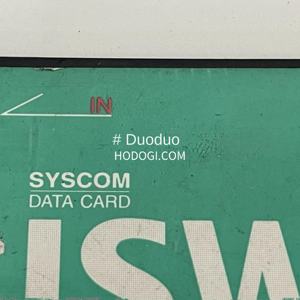 IN
# Duoduo
HODOGI.COM
SYSCOM
DATA CARD
ISW